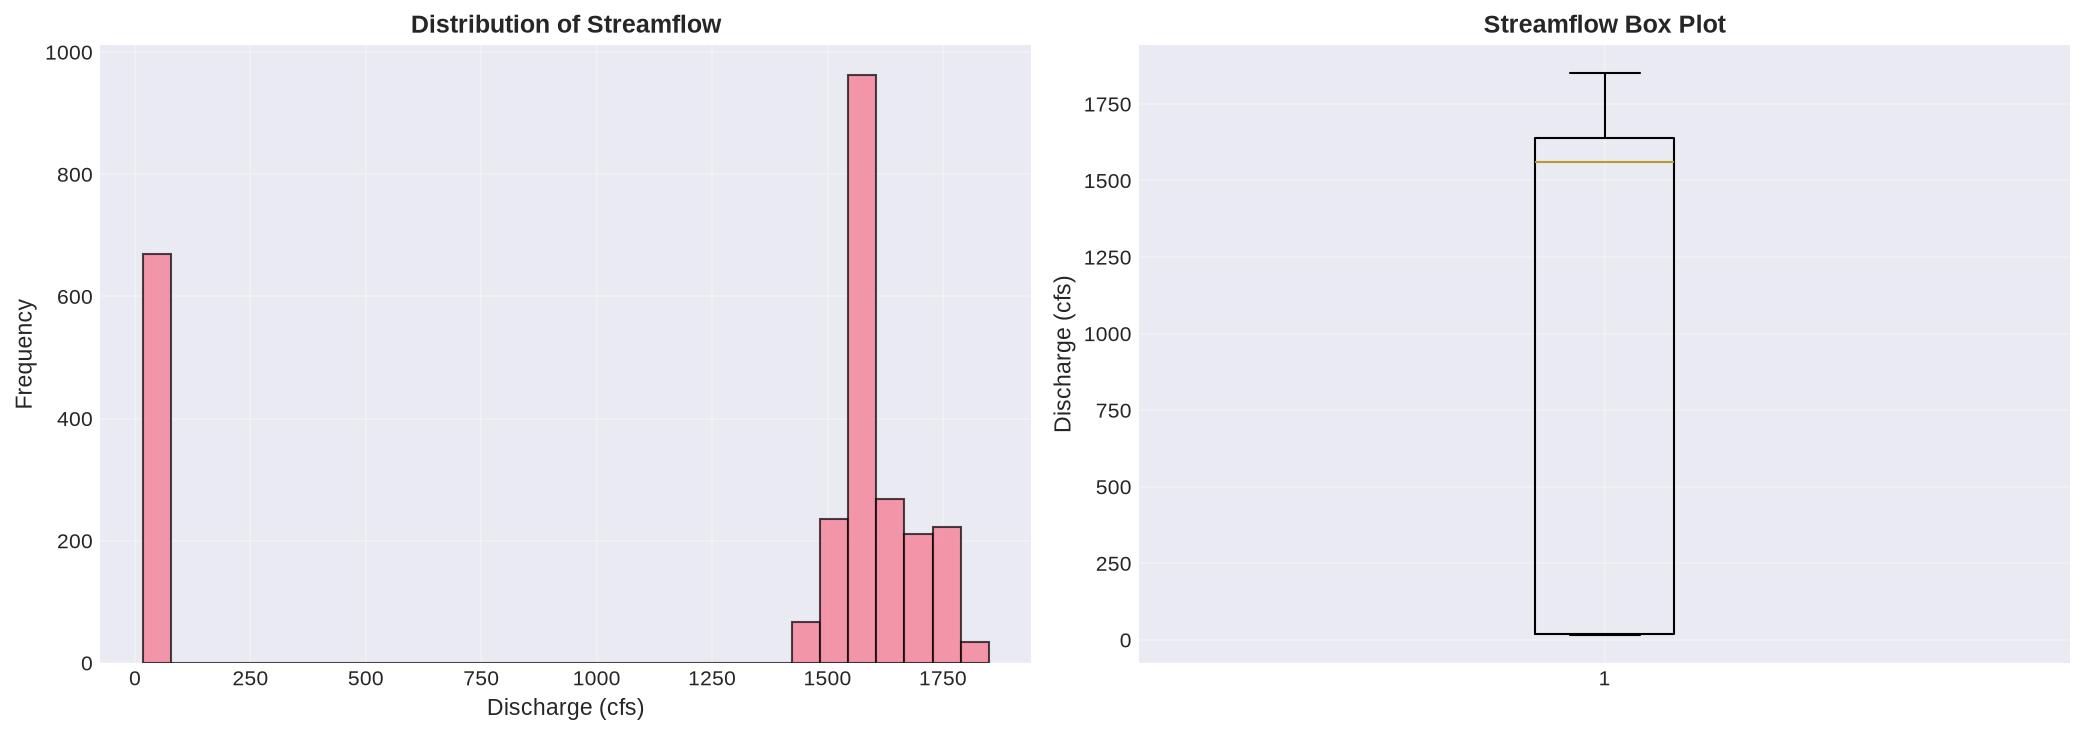 Distribution of Streamflow
1000
800
600
400
200
0
Frequency
0 250 500 750 1000 1250 1500 1750
Discharge (cfs)
Streamflow Box Plot
1750
1500
1250
1000
750
500
250
0
Discharge (cfs)
1